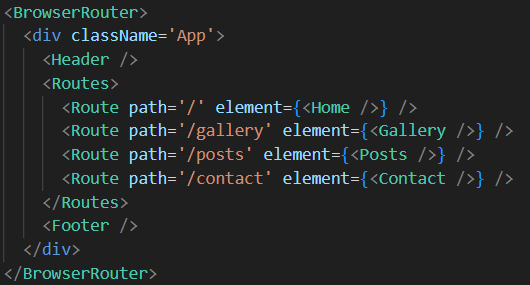 <BrowserRouter>
  <div className='App'>
    <Header />
    <Routes>
      <Route path='/' element={<Home />} />
      <Route path='/gallery' element={<Gallery />} />
      <Route path='/posts' element={<Posts />} />
      <Route path='/contact' element={<Contact />} />
    </Routes>
    <Footer />
  </div>
</BrowserRouter>